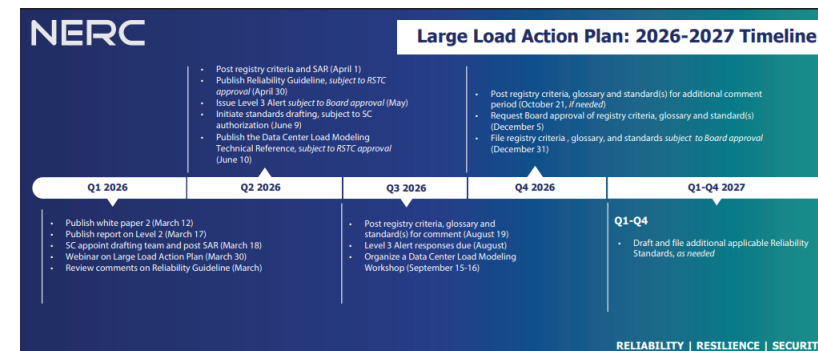 NERC
Large Load Action Plan: 2026-2027 Timeline
• Post registry criteria and SAR (April 1)
• Publish Reliability Guideline, subject to RSTC
approval (April 30)
• Issue Level 3 Alert subject to Board approval (May)
• Initiate standards drafting, subject to SC
authorization (June 9)
• Publish the Data Center Load Modeling
Technical Reference, subject to RSTC approval)
(June 10)
• Post registry criteria, glossary and standard(s) for additional comment
period (October 21, if needed)
• Request Board approval of registry criteria, glossary and standard(s)
(December 5)
• File registry criteria , glossary, and standards subject to Board approval)
(December 31)
Q1 2026
Q2 2026
Q3 2026
Q4 2026
Q1-Q4 2027
• Publish white paper 2 (March 12)
• Publish report on Level 2 (March 17)
• SC appoint drafting team and post SAR (March 18)
• Webinar on Large Load Action Plan (March 30)
• Review comments on Reliability Guideline (March)
• Post registry criteria, glossary and
standard(s) for comment (August 19)
• Level 3 Alert responses due (August)
• Organize a Data Center Load Modeling
Workshop (September 15-16)
Q1-Q4
• Draft and file additional applicable Reliability
Standards, as needed
RELIABILITY | RESILIENCE | SECURIT